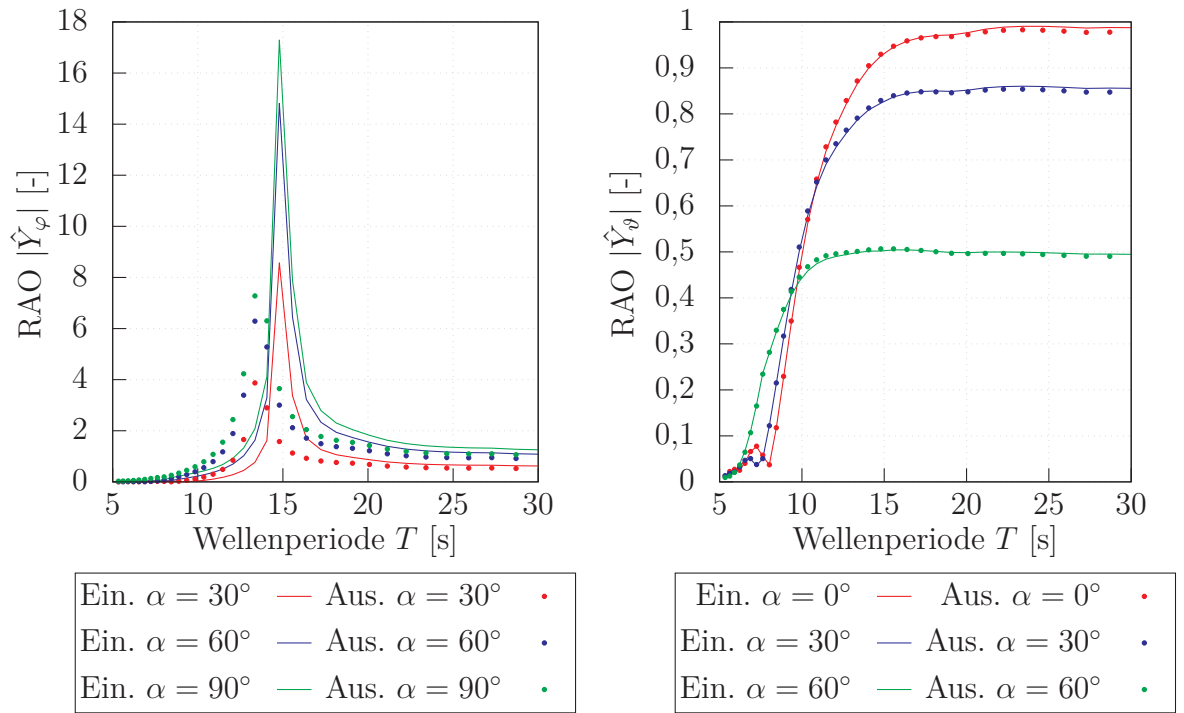 18
16
14
12
10
8
6
4
2
0
RAO |Ŷφ| [-]
5 10 15 20 25 30
Wellenperiode T [s]
Ein. α = 30° Aus. α = 30°
Ein. α = 60° Aus. α = 60°
Ein. α = 90° Aus. α = 90°
1
0,9
0,8
0,7
0,6
0,5
0,4
0,3
0,2
0,1
0
RAO |Ŷϑ| [-]
5 10 15 20 25 30
Wellenperiode T [s]
Ein. α = 0° Aus. α = 0°
Ein. α = 30° Aus. α = 30°
Ein. α = 60° Aus. α = 60°